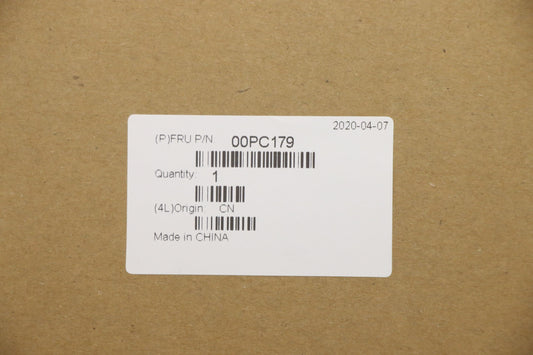 2020-04-07
(P)FRU P/N: 00PC179
Quantity: 1
(4L)Origin: CN
Made in CHINA